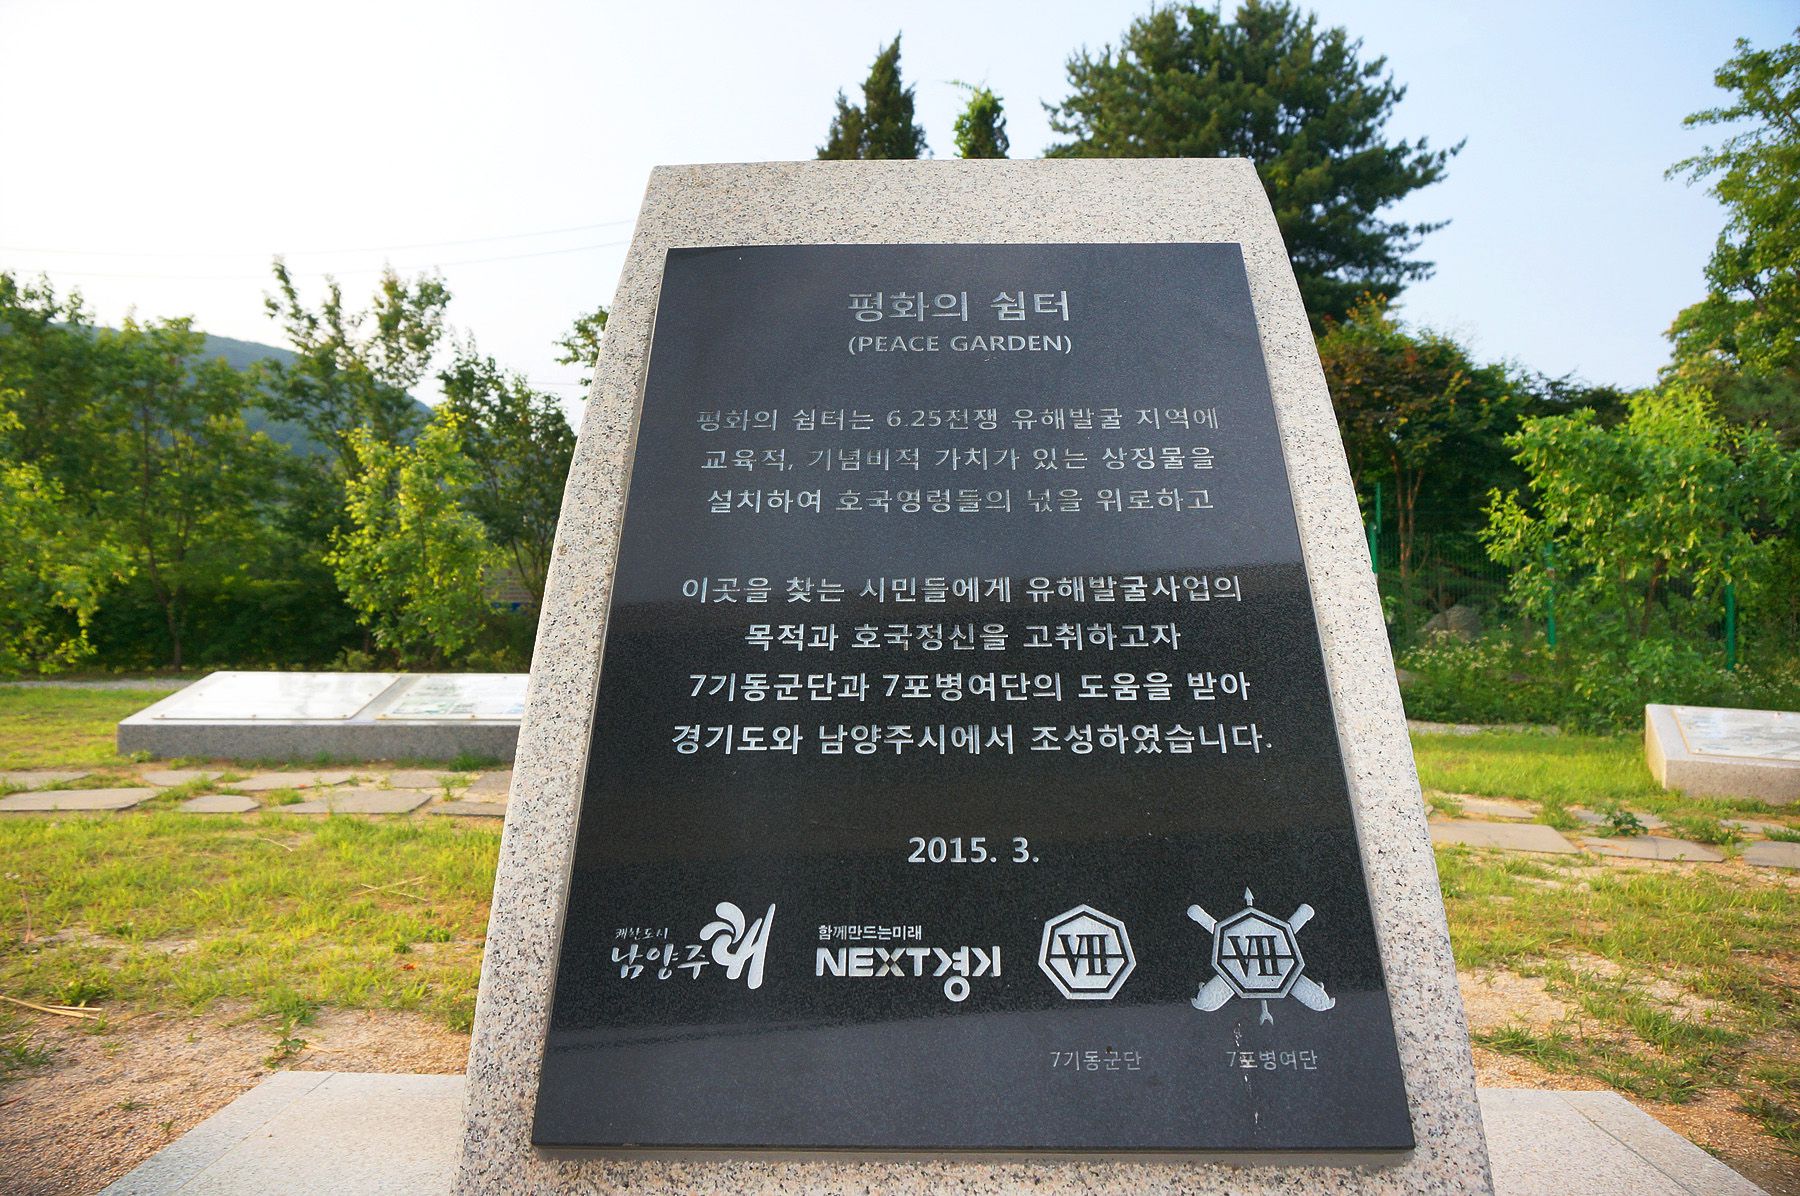 평화의 쉼터
(PEACE GARDEN)
평화의 쉼터는 6.25전쟁 유해발굴 지역에
교육적, 기념비적 가치가 있는 상징물을
설치하여 호국영령들의 넋을 위로하고
이곳을 찾는 시민들에게 유해발굴사업의
목적과 호국정신을 고취하고자
7기동군단과 7포병여단의 도움을 받아
경기도와 남양주시에서 조성하였습니다.
2015. 3.
쾌한도시
남양주 쾌
함께만드는미래
NEXT경기
VII
VII
7기동군단
7포병여단